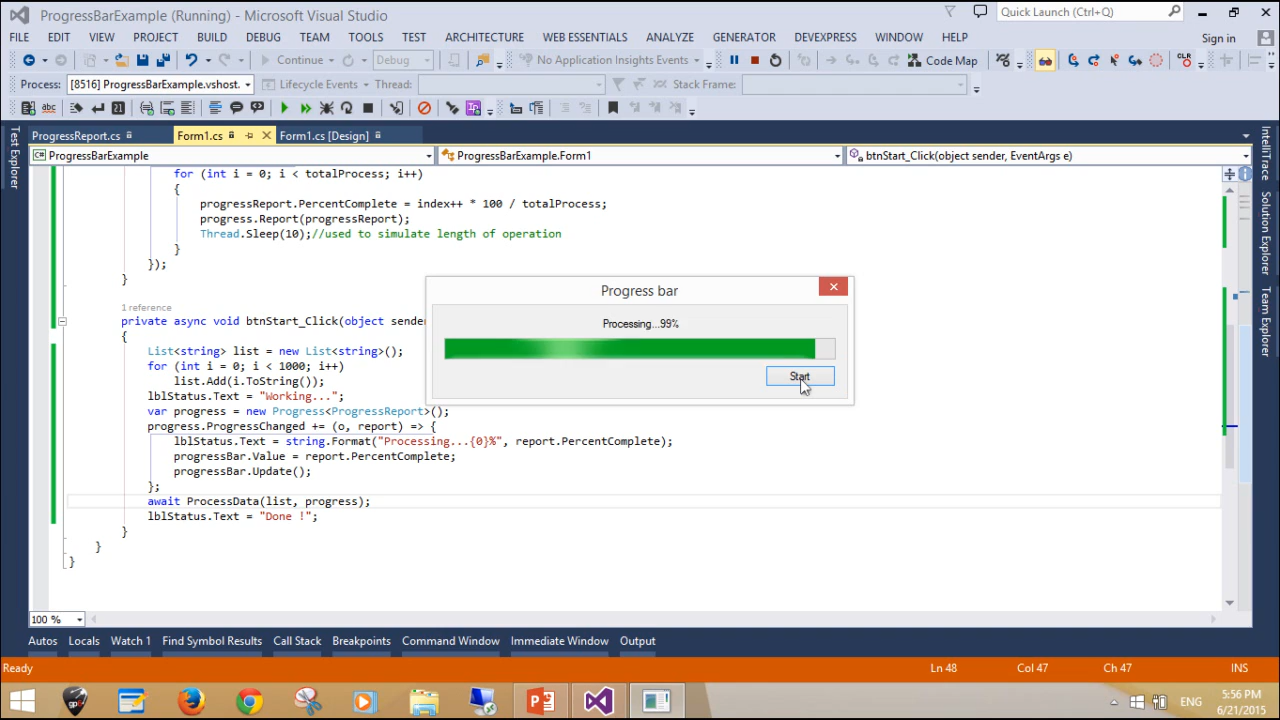 ProgressBarExample (Running) - Microsoft Visual Studio
Quick Launch (Ctrl+Q)
FILE EDIT VIEW PROJECT BUILD DEBUG TEAM TOOLS TEST ARCHITECTURE WEB ESSENTIALS ANALYZE GENERATOR DEVEXPRESS WINDOW HELP
Sign in
Continue Debug No Application Insights Events Code Map
Process: [8516] ProgressBarExample.vshost. Lifecycle Events Thread: Stack Frame:
ProgressReport.cs Form1.cs Form1.cs [Design]
ProgressBarExample ProgressBarExample.Form1 btnStart_Click(object sender, EventArgs e)
Test Explorer
for (int i = 0; i < totalProcess; i++)
{
progressReport.PercentComplete = index++ * 100 / totalProcess;
progress.Report(progressReport);
Thread.Sleep(10);//used to simulate length of operation
}
});
}
1 reference
private async void btnStart_Click(object sende
{
List<string> list = new List<string>();
for (int i = 0; i < 1000; i++)
list.Add(i.ToString());
lblStatus.Text = "Working...";
var progress = new Progress<ProgressReport>();
progress.ProgressChanged += (o, report) => {
lblStatus.Text = string.Format("Processing...{0}%", report.PercentComplete);
progressBar.Value = report.PercentComplete;
progressBar.Update();
};
await ProcessData(list, progress);
lblStatus.Text = "Done !";
}
}
}
Progress bar
Processing...99%
Start
IntelliTrace
Solution Explorer
Team Explorer
100 %
Autos Locals Watch 1 Find Symbol Results Call Stack Breakpoints Command Window Immediate Window Output
Ready Ln 48 Col 47 Ch 47 INS
ENG
5:56 PM
6/21/2015